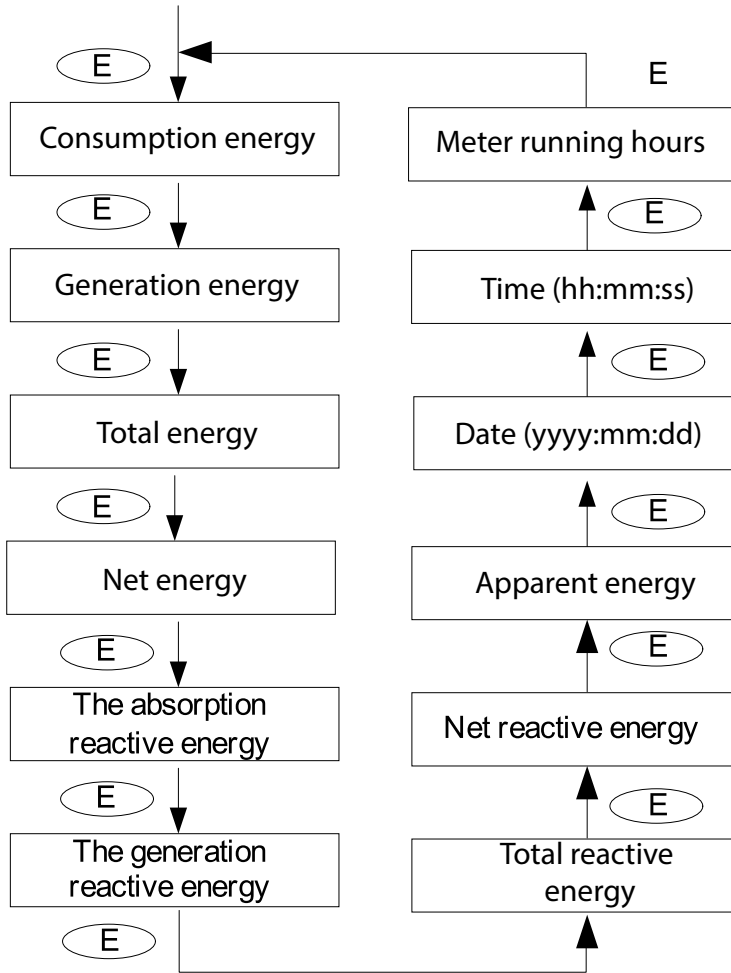 E
Consumption energy
E
Generation energy
E
Total energy
E
Net energy
E
The absorption
reactive energy
E
The generation
reactive energy
E
Total reactive
energy
E
Net reactive energy
E
Apparent energy
E
Date (yyyy:mm:dd)
E
Time (hh:mm:ss)
E
Meter running hours
E